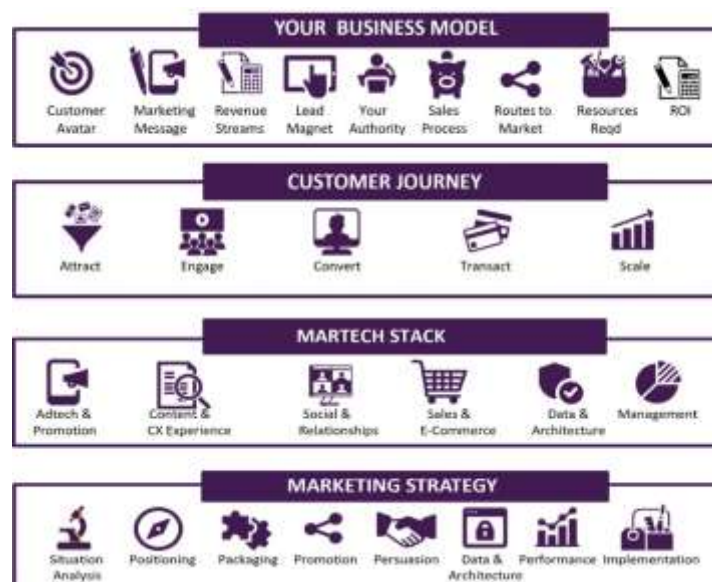 YOUR BUSINESS MODEL
Customer Avatar
Marketing Message
Revenue Streams
Lead Magnet
Your Authority
Sales Process
Routes to Market
Resources Reqd
ROI
CUSTOMER JOURNEY
Attract
Engage
Convert
Transact
Scale
MARTECH STACK
Adtech & Promotion
Content & CX Experience
Social & Relationships
Sales & E-Commerce
Data & Architecture
Management
MARKETING STRATEGY
Situation Analysis
Positioning
Packaging
Promotion
Persuasion
Data & Architecture
Performance
Implementation